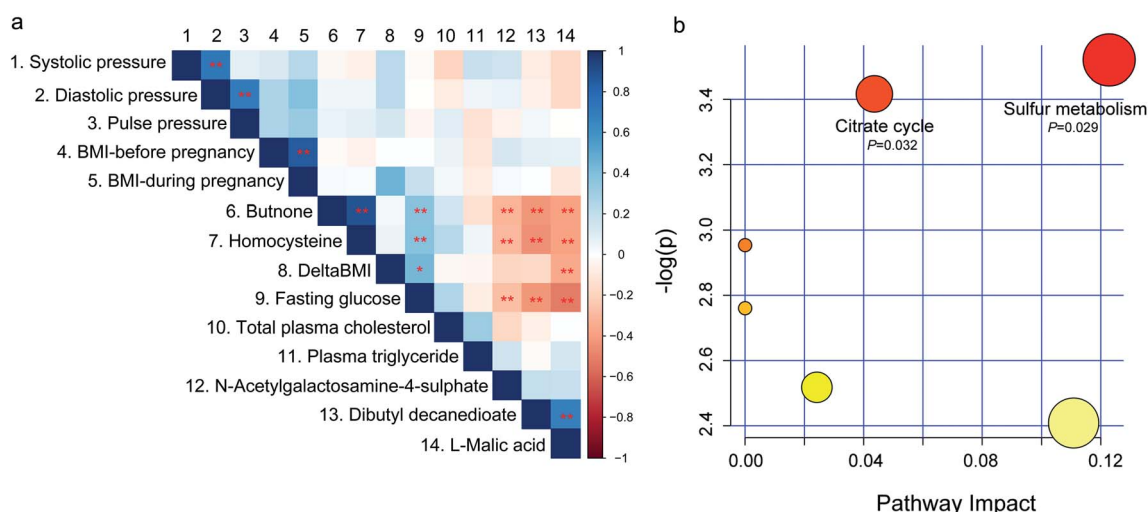 a
1 2 3 4 5 6 7 8 9 10 11 12 13 14
1. Systolic pressure **
2. Diastolic pressure **
3. Pulse pressure
4. BMI-before pregnancy **
5. BMI-during pregnancy
6. Butnone ** ** ** ** **
7. Homocysteine ** ** ** **
8. DeltaBMI * **
9. Fasting glucose ** ** **
10. Total plasma cholesterol
11. Plasma triglyceride
12. N-Acetylgalactosamine-4-sulphate
13. Dibutyl decanedioate **
14. L-Malic acid
1
0.8
0.6
0.4
0.2
0
−0.2
−0.4
−0.6
−0.8
−1
b
-log(p)
3.4
3.2
3.0
2.8
2.6
2.4
Citrate cycle
P=0.032
Sulfur metabolism
P=0.029
0.00 0.04 0.08 0.12
Pathway Impact